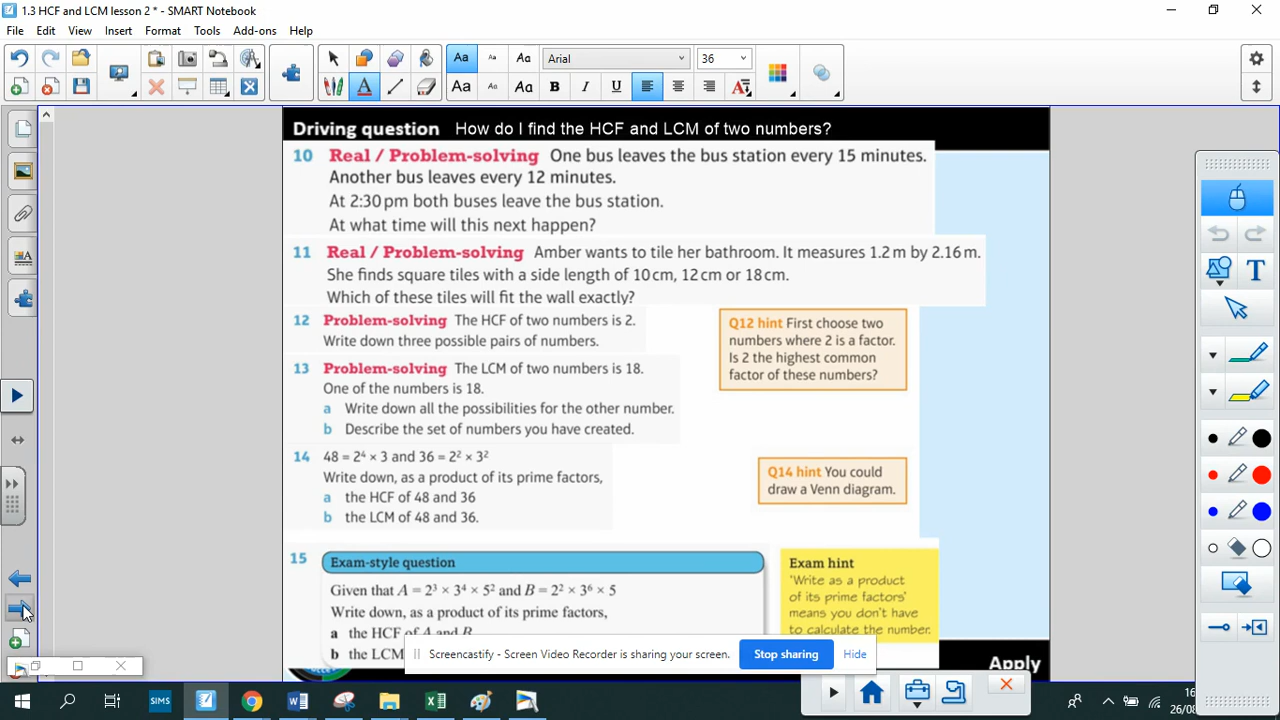 1.3 HCF and LCM lesson 2 * - SMART Notebook
File Edit View Insert Format Tools Add-ons Help
Arial 36
Driving question How do I find the HCF and LCM of two numbers?
10 Real / Problem-solving One bus leaves the bus station every 15 minutes.
Another bus leaves every 12 minutes.
At 2:30 pm both buses leave the bus station.
At what time will this next happen?
11 Real / Problem-solving Amber wants to tile her bathroom. It measures 1.2 m by 2.16 m.
She finds square tiles with a side length of 10 cm, 12 cm or 18 cm.
Which of these tiles will fit the wall exactly?
12 Problem-solving The HCF of two numbers is 2.
Write down three possible pairs of numbers.
Q12 hint First choose two
numbers where 2 is a factor.
Is 2 the highest common
factor of these numbers?
13 Problem-solving The LCM of two numbers is 18.
One of the numbers is 18.
a Write down all the possibilities for the other number.
b Describe the set of numbers you have created.
14 48 = 2⁴ × 3 and 36 = 2² × 3²
Write down, as a product of its prime factors,
a the HCF of 48 and 36
b the LCM of 48 and 36.
Q14 hint You could
draw a Venn diagram.
15 Exam-style question
Given that A = 2³ × 3⁴ × 5² and B = 2² × 3⁶ × 5
Write down, as a product of its prime factors,
a the HCF of A and B
b the LCM
Exam hint
'Write as a product
of its prime factors'
means you don't have
to calculate the number.
Screencastify - Screen Video Recorder is sharing your screen. Stop sharing Hide
Apply
SIMS
16
26/08